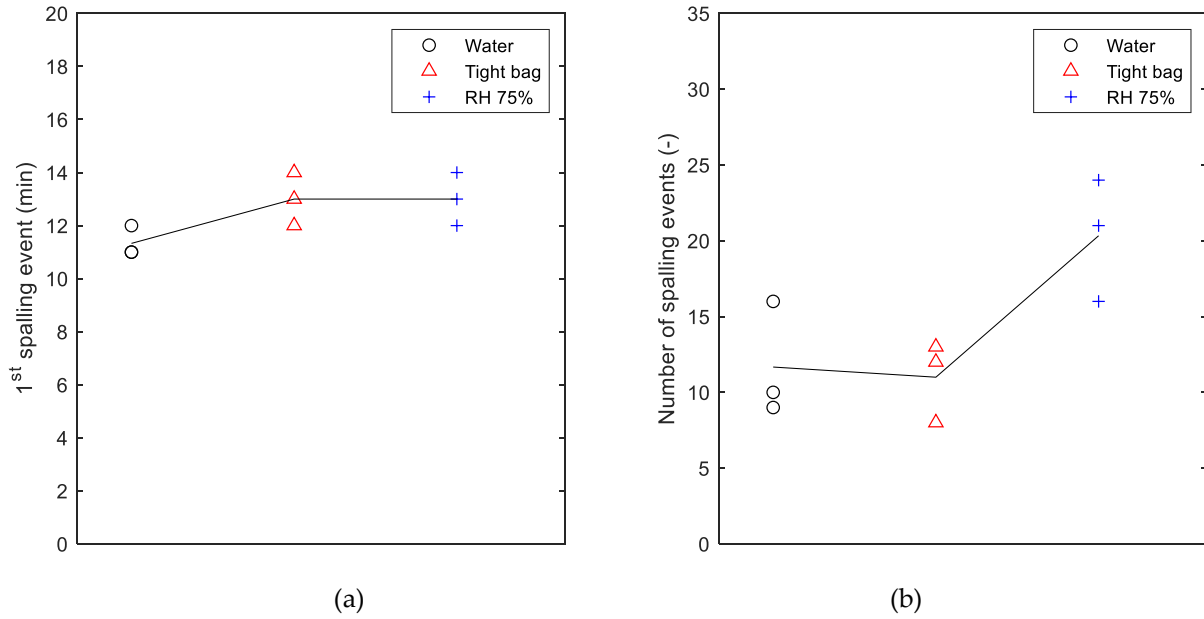 20
18
16
14
12
10
8
6
4
2
0
1st spalling event (min)
Water
Tight bag
RH 75%
(a)
35
30
25
20
15
10
5
0
Number of spalling events (-)
Water
Tight bag
RH 75%
(b)